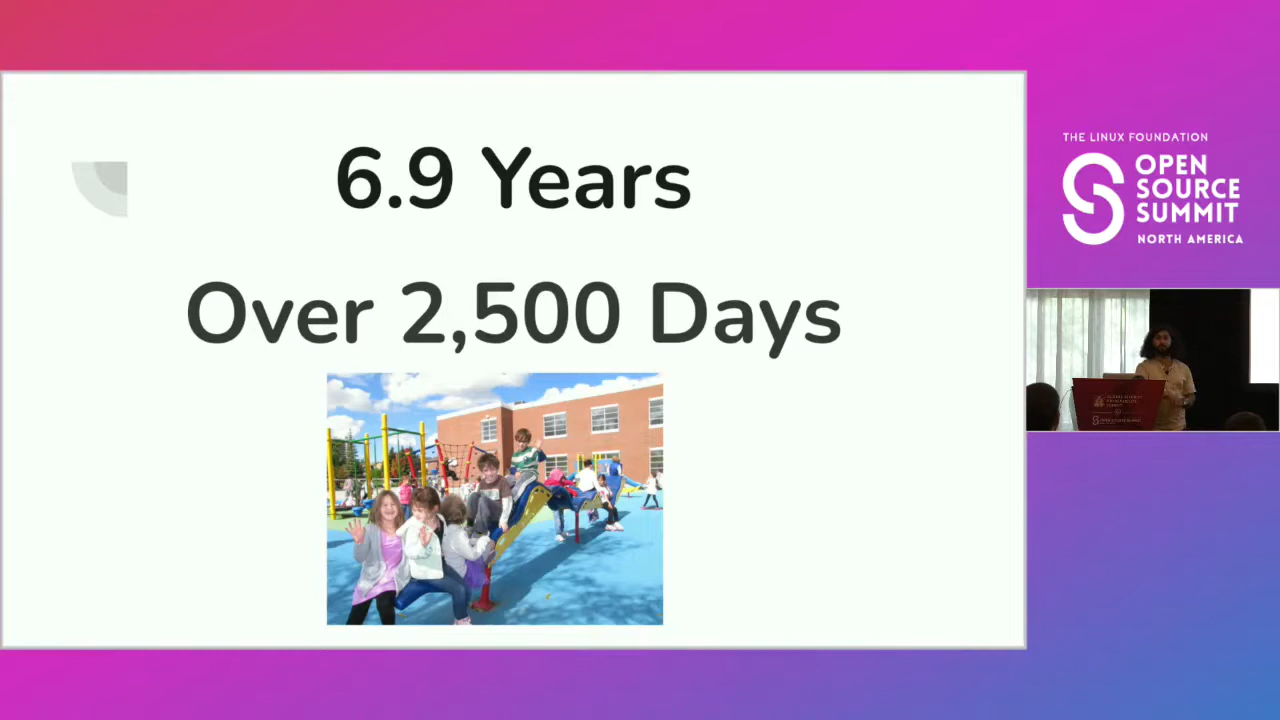 6.9 Years
Over 2,500 Days
THE LINUX FOUNDATION
OPEN
SOURCE
SUMMIT
NORTH AMERICA